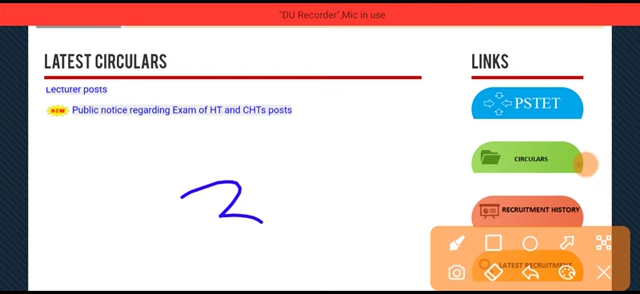 "DU Recorder",Mic in use
LATEST CIRCULARS
Lecturer posts
NEW Public notice regarding Exam of HT and CHTs posts
2
LINKS
PSTET
CIRCULARS
RECRUITMENT HISTORY
LATEST RECRUITMENT